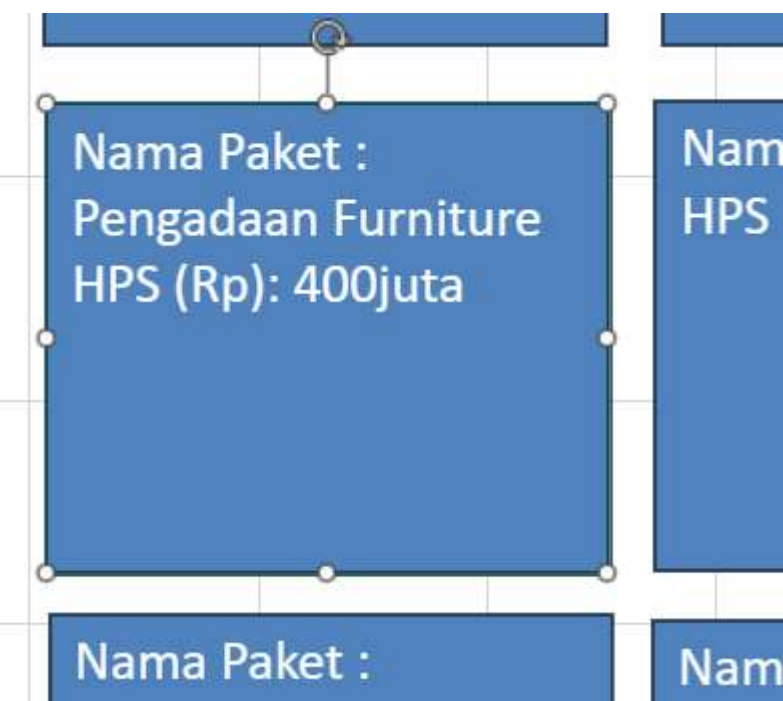 Nama Paket :
Pengadaan Furniture
HPS (Rp): 400juta
Nam
HPS
Nama Paket :
Nam